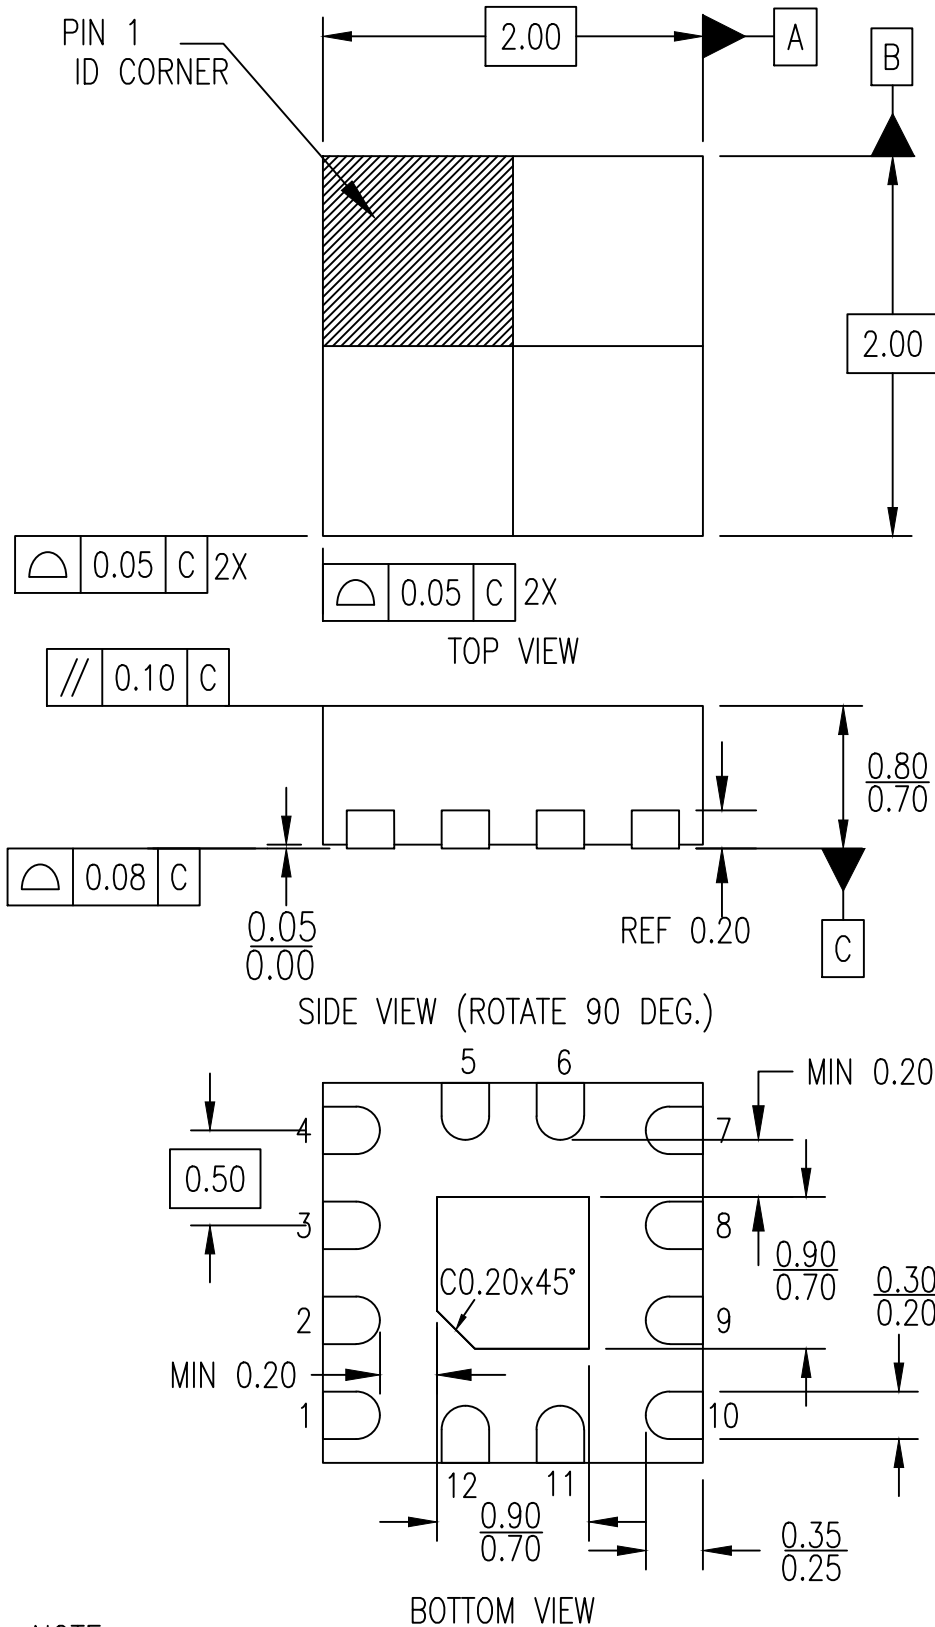 PIN 1
ID CORNER
2.00
A
B
2.00
0.05 C 2X
0.05 C 2X
TOP VIEW
// 0.10 C
0.80
0.70
0.08 C
0.05
0.00
REF 0.20
C
SIDE VIEW (ROTATE 90 DEG.)
5
6
MIN 0.20
4
7
0.50
3
8
0.90
0.70
0.30
0.20
C0.20x45°
2
9
MIN 0.20
1
10
12
11
0.90
0.70
0.35
0.25
BOTTOM VIEW